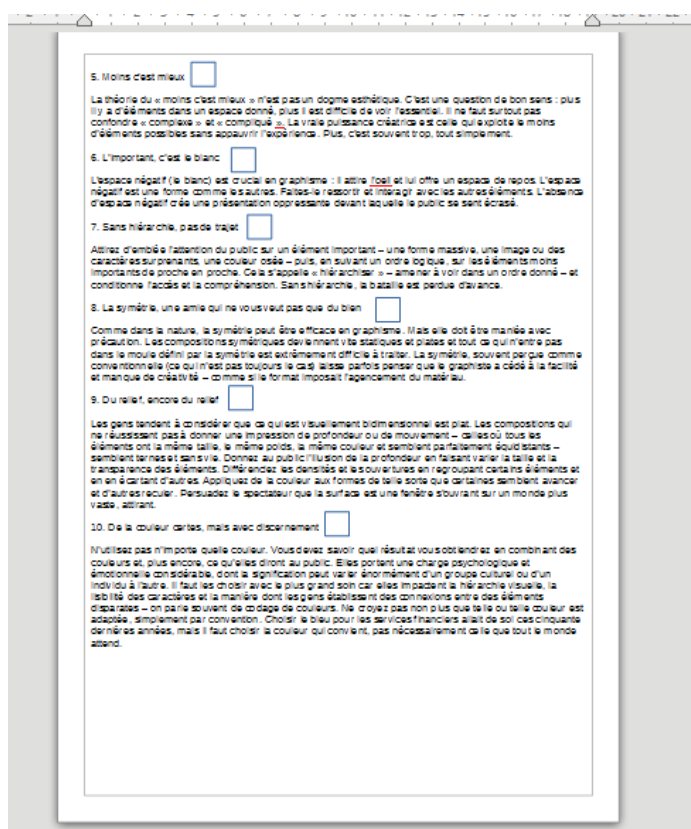 5. Moins c'est mieux
La théorie du « moins c'est mieux » n'est pas un dogme esthétique. C'est une question de bon sens : plus
il y a d'éléments dans un espace donné, plus il est difficile de voir l'essentiel. Il ne faut surtout pas
confondre « complexe » et « compliqué ». La vraie puissance créatrice est celle qui exploite le moins
d'éléments possibles sans appauvrir l'expérience. Plus, c'est souvent trop, tout simplement.
6. L'important, c'est le blanc
L'espace négatif (le blanc) est crucial en graphisme : il attire l'oeil et lui offre un espace de repos. L'espace
négatif est une forme comme les autres. Faites-le ressortir et interagir avec les autres éléments. L'absence
d'espace négatif crée une présentation oppressante devant laquelle le public se sent écrasé.
7. Sans hiérarchie, pas de trajet
Attirez d'emblée l'attention du public sur un élément important – une forme massive, une image ou des
caractères surprenants, une couleur osée – puis, en suivant un ordre logique, sur les éléments moins
importants de proche en proche. Cela s'appelle « hiérarchiser » – amener à voir dans un ordre donné – et
conditionne l'accès et la compréhension. Sans hiérarchie, la bataille est perdue d'avance.
8. La symétrie, une amie qui ne vous veut pas que du bien
Comme dans la nature, la symétrie peut être efficace en graphisme. Mais elle doit être maniée avec
précaution. Les compositions symétriques deviennent vite statiques et plates et tout ce qui n'entre pas
dans le moule défini par la symétrie est extrêmement difficile à traiter. La symétrie, souvent perçue comme
conventionnelle (ce qui n'est pas toujours le cas) laisse parfois penser que le graphiste a cédé à la facilité
et manque de créativité – comme si le format imposait l'agencement du matériau.
9. Du relief, encore du relief
Les gens tendent à considérer que ce qui est visuellement bidimensionnel est plat. Les compositions qui
ne réussissent pas à donner une impression de profondeur ou de mouvement – celles où tous les
éléments ont la même taille, le même poids, la même couleur et semblent parfaitement équidistants –
semblent ternes et sans vie. Donnez au public l'illusion de la profondeur en faisant varier la taille et la
transparence des éléments. Différenciez les densités et les ouvertures en regroupant certains éléments et
en en écartant d'autres. Appliquez de la couleur aux formes de telle sorte que certaines semblent avancer
et d'autres reculer. Persuadez le spectateur que la surface est une fenêtre s'ouvrant sur un monde plus
vaste, attirant.
10. De la couleur certes, mais avec discernement
N'utilisez pas n'importe quelle couleur. Vous devez savoir quel résultat vous obtiendrez en combinant des
couleurs et, plus encore, ce qu'elles diront au public. Elles portent une charge psychologique et
émotionnelle considérable, dont la signification peut varier énormément d'un groupe culturel ou d'un
individu à l'autre. Il faut les choisir avec le plus grand soin car elles impactent la hiérarchie visuelle, la
lisibilité des caractères et la manière dont les gens établissent des connexions entre des éléments
disparates – on parle souvent de codage de couleurs. Ne croyez pas non plus que telle ou telle couleur est
adaptée, simplement par convention. Choisir le bleu pour les services financiers allait de soi ces cinquante
dernières années, mais il faut choisir la couleur qui convient, pas nécessairement celle que tout le monde
attend.